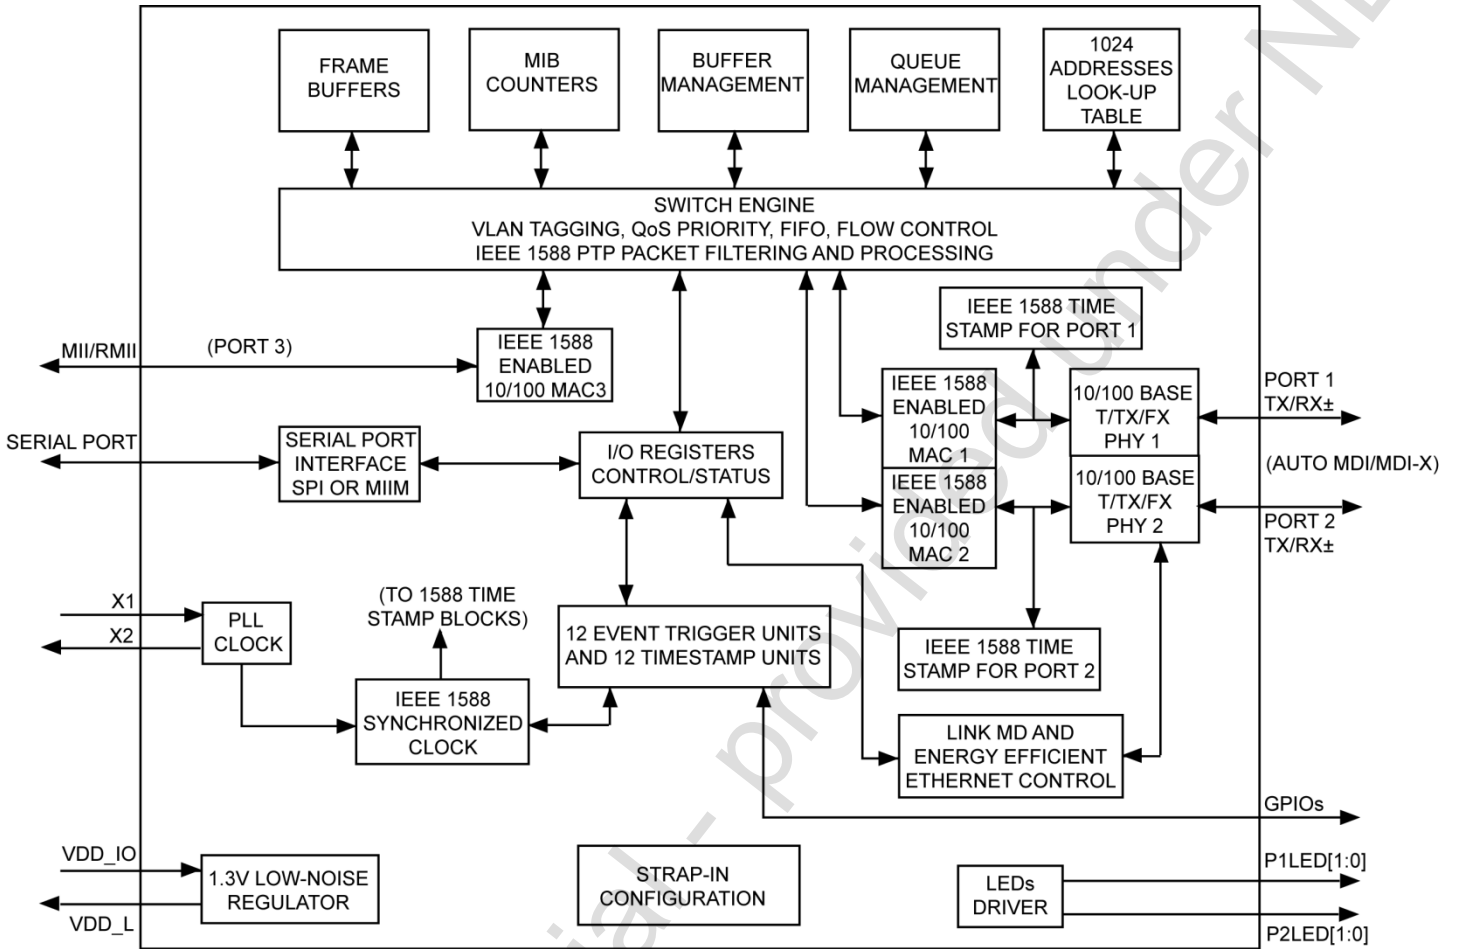 FRAME
BUFFERS
MIB
COUNTERS
BUFFER
MANAGEMENT
QUEUE
MANAGEMENT
1024
ADDRESSES
LOOK-UP
TABLE
SWITCH ENGINE
VLAN TAGGING, QoS PRIORITY, FIFO, FLOW CONTROL
IEEE 1588 PTP PACKET FILTERING AND PROCESSING
MII/RMII
(PORT 3)
IEEE 1588
ENABLED
10/100 MAC3
IEEE 1588 TIME
STAMP FOR PORT 1
IEEE 1588
ENABLED
10/100
MAC 1
10/100 BASE
T/TX/FX
PHY 1
PORT 1
TX/RX±
SERIAL PORT
SERIAL PORT
INTERFACE
SPI OR MIIM
I/O REGISTERS
CONTROL/STATUS
IEEE 1588
ENABLED
10/100
MAC 2
10/100 BASE
T/TX/FX
PHY 2
(AUTO MDI/MDI-X)
PORT 2
TX/RX±
X1
X2
PLL
CLOCK
(TO 1588 TIME
STAMP BLOCKS)
12 EVENT TRIGGER UNITS
AND 12 TIMESTAMP UNITS
IEEE 1588 TIME
STAMP FOR PORT 2
IEEE 1588
SYNCHRONIZED
CLOCK
LINK MD AND
ENERGY EFFICIENT
ETHERNET CONTROL
GPIOs
VDD_IO
VDD_L
1.3V LOW-NOISE
REGULATOR
STRAP-IN
CONFIGURATION
LEDs
DRIVER
P1LED[1:0]
P2LED[1:0]
- provided under